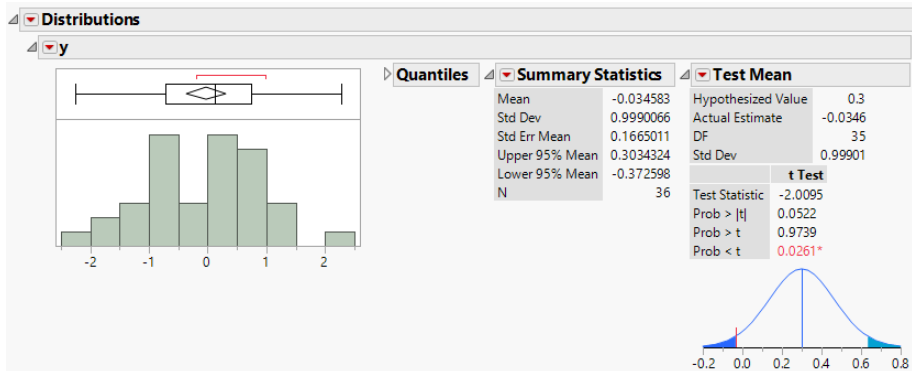 Distributions
y
-2 -1 0 1 2
Quantiles
Summary Statistics
Mean -0.034583
Std Dev 0.9990066
Std Err Mean 0.1665011
Upper 95% Mean 0.3034324
Lower 95% Mean -0.372598
N 36
Test Mean
Hypothesized Value 0.3
Actual Estimate -0.0346
DF 35
Std Dev 0.99901
t Test
Test Statistic -2.0095
Prob > |t| 0.0522
Prob > t 0.9739
Prob < t 0.0261*
-0.2 0.0 0.2 0.4 0.6 0.8